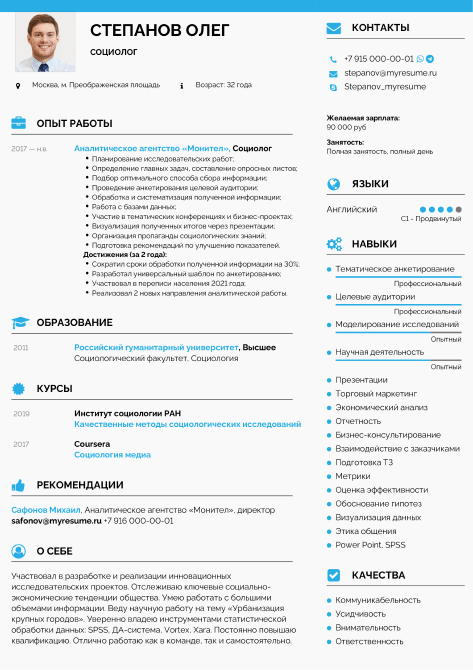 СТЕПАНОВ ОЛЕГ
СОЦИОЛОГ
Москва, м. Преображенская площадь
Возраст: 32 года
ОПЫТ РАБОТЫ
2017 — н.в.
Аналитическое агентство «Монител», Социолог
Планирование исследовательских работ;
Определение главных задач, составление опросных листов;
Подбор оптимального способа сбора информации;
Проведение анкетирования целевой аудитории;
Обработка и систематизация полученной информации;
Работа с базами данных;
Участие в тематических конференциях и бизнес-проектах;
Визуализация полученных итогов через презентации;
Организация пропаганды социологических знаний;
Подготовка рекомендаций по улучшению показателей.
Достижения (за 2 года):
Сократил сроки обработки полученной информации на 30%;
Разработал универсальный шаблон по анкетированию;
Участвовал в переписи населения 2021 года;
Реализовал 2 новых направления аналитической работы.
ОБРАЗОВАНИЕ
2011
Российский гуманитарный университет, Высшее
Социологический факультет, Социология
КУРСЫ
2019
Институт социологии РАН
Качественные методы социологических исследований
2017
Coursera
Социология медиа
РЕКОМЕНДАЦИИ
Сафонов Михаил, Аналитическое агентство «Монител», директор
safonov@myresume.ru +7 916 000-00-01
О СЕБЕ
Участвовал в разработке и реализации инновационных
исследовательских проектов. Отслеживаю ключевые социально-
экономические тенденции общества. Умею работать с большими
объемами информации. Веду научную работу на тему «Урбанизация
крупных городов». Уверенно владею инструментами статистической
обработки данных: SPSS, ДА-система, Vortex, Xara. Постоянно повышаю
квалификацию. Отлично работаю как в команде, так и самостоятельно.
КОНТАКТЫ
+7 915 000-00-01
stepanov@myresume.ru
Stepanov_myresume
Желаемая зарплата:
90 000 руб
Занятость:
Полная занятость, полный день
ЯЗЫКИ
Английский
C1 - Продвинутый
НАВЫКИ
Тематическое анкетирование
Профессиональный
Целевые аудитории
Профессиональный
Моделирование исследований
Опытный
Научная деятельность
Опытный
Презентации
Торговый маркетинг
Экономический анализ
Отчетность
Бизнес-консультирование
Взаимодействие с заказчиками
Подготовка ТЗ
Метрики
Оценка эффективности
Обоснование гипотез
Визуализация данных
Этика общения
Power Point, SPSS
КАЧЕСТВА
Коммуникабельность
Усидчивость
Внимательность
Ответственность